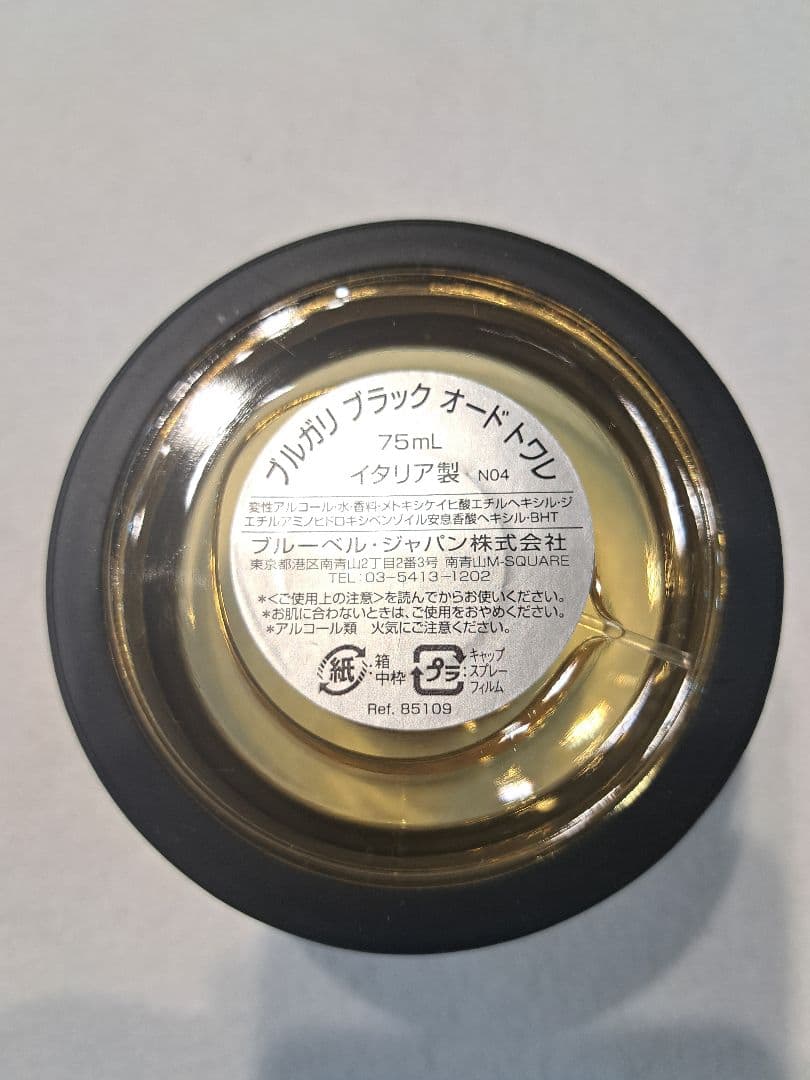 ブルガリ ブラック オード トワレ
75mL
イタリア製 N04
変性アルコール・水・香料・メトキシケイヒ酸エチルヘキシル・ジ
エチルアミノヒドロキシベンゾイル安息香酸ヘキシル・BHT
ブルーベル・ジャパン株式会社
東京都港区南青山2丁目2番3号 南青山M-SQUARE
TEL:03-5413-1202
*<ご使用上の注意>を読んでからお使いください。
*お肌に合わないときは、ご使用をおやめください。
*アルコール類 火気にご注意ください。
紙 :箱
中枠
プラ :キャップ
スプレー
フィルム
Ref. 85109